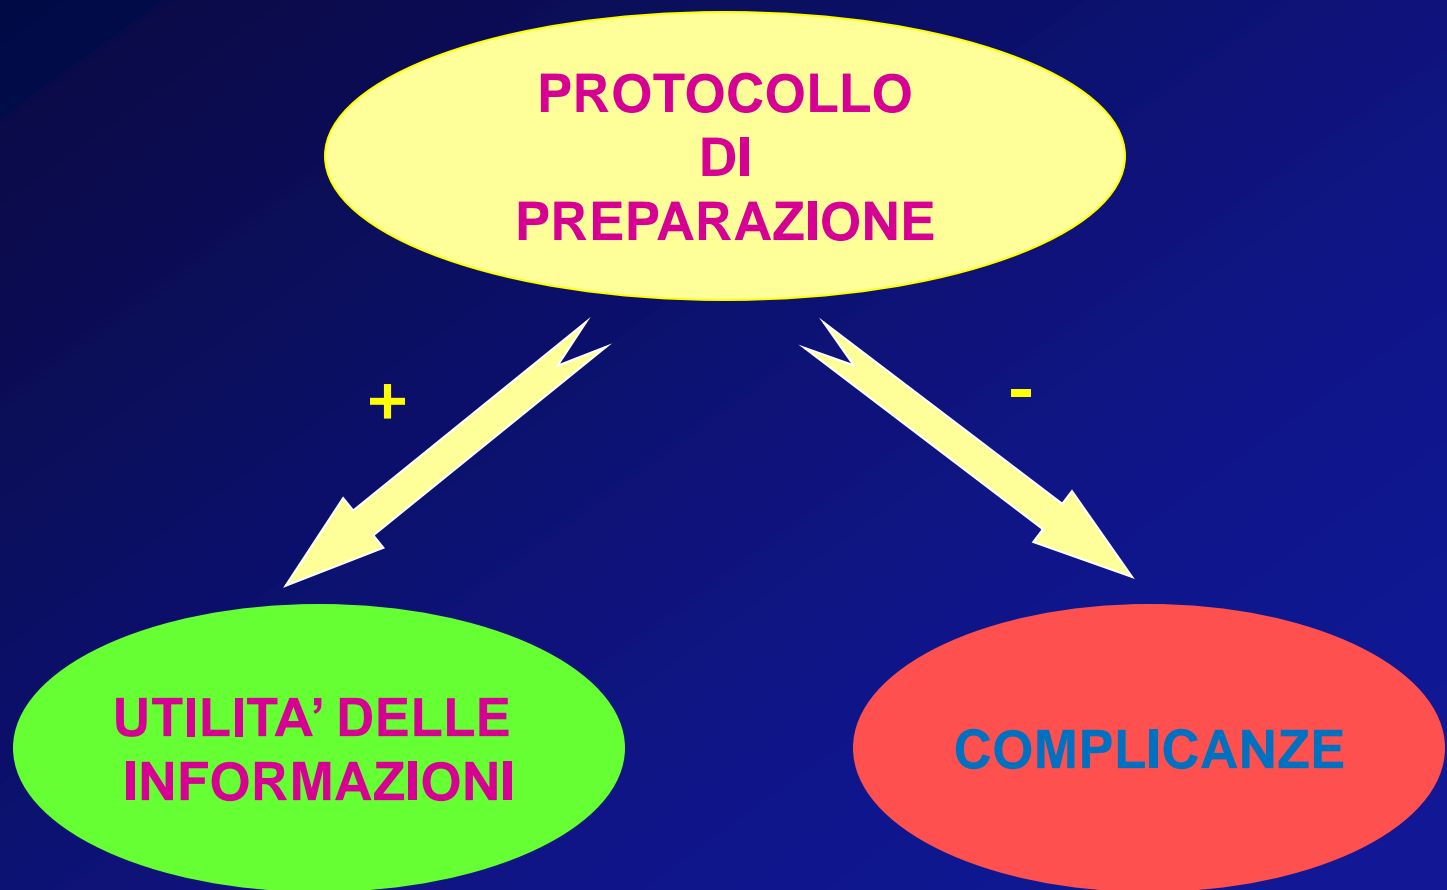 PROTOCOLLO
DI
PREPARAZIONE
+
-
UTILITA’ DELLE
INFORMAZIONI
COMPLICANZE